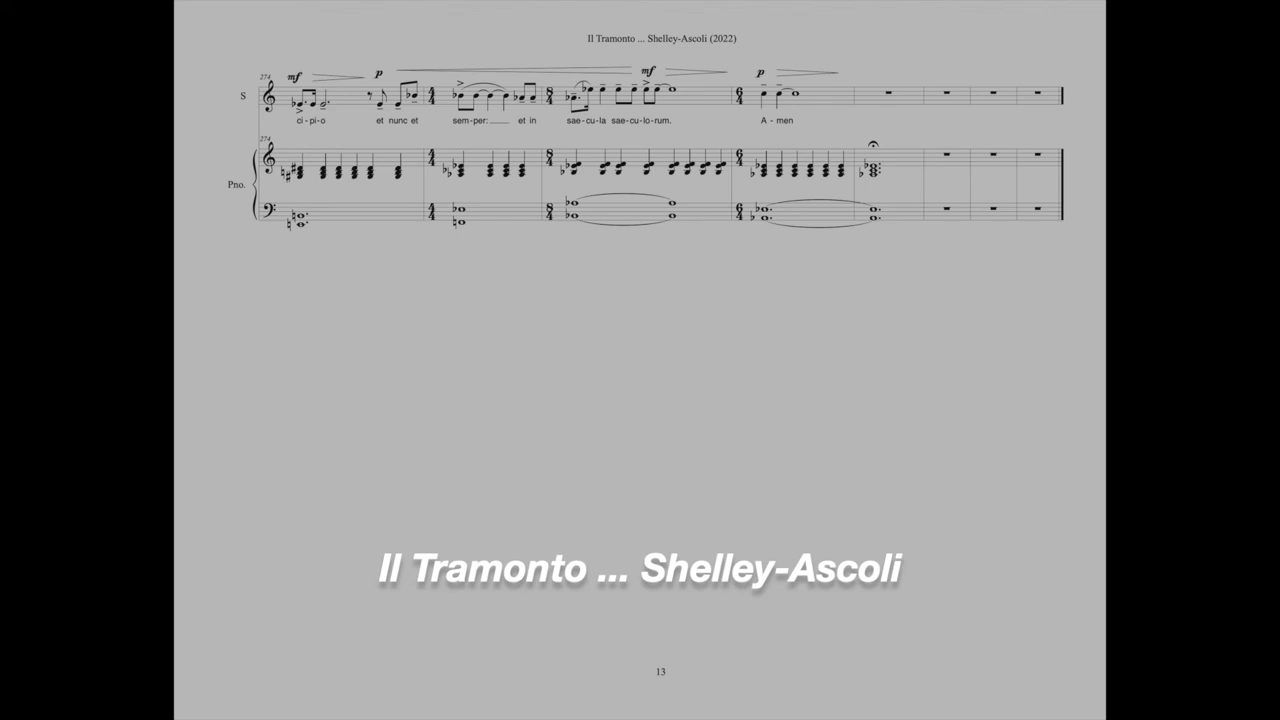 Il Tramonto ... Shelley-Ascoli (2022)
274
mf p mf p
S
ci - pi - o et nunc et sem - per: et in sae - cu - la sae - cu - lo - rum. A - men
274
Pno.
Il Tramonto ... Shelley-Ascoli
13